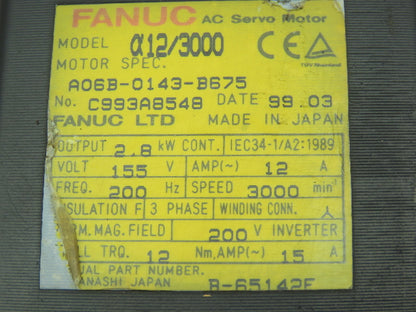 FANUC AC Servo Motor
MODEL α12/3000
MOTOR SPEC.
A06B-0143-B675
No. C993A8548 DATE 99.03
FANUC LTD MADE IN JAPAN
OUTPUT 2.8 kW CONT. IEC34-1/A2:1989
VOLT 155 V AMP(~) 12 A
FREQ. 200 Hz SPEED 3000 min
INSULATION F 3 PHASE WINDING CONN.
MAG. FIELD 200 V INVERTER
TRQ. 12 Nm, AMP(~) 15 A
PART NUMBER.
JAPAN B-65142E
CE
TÜV Rheinland